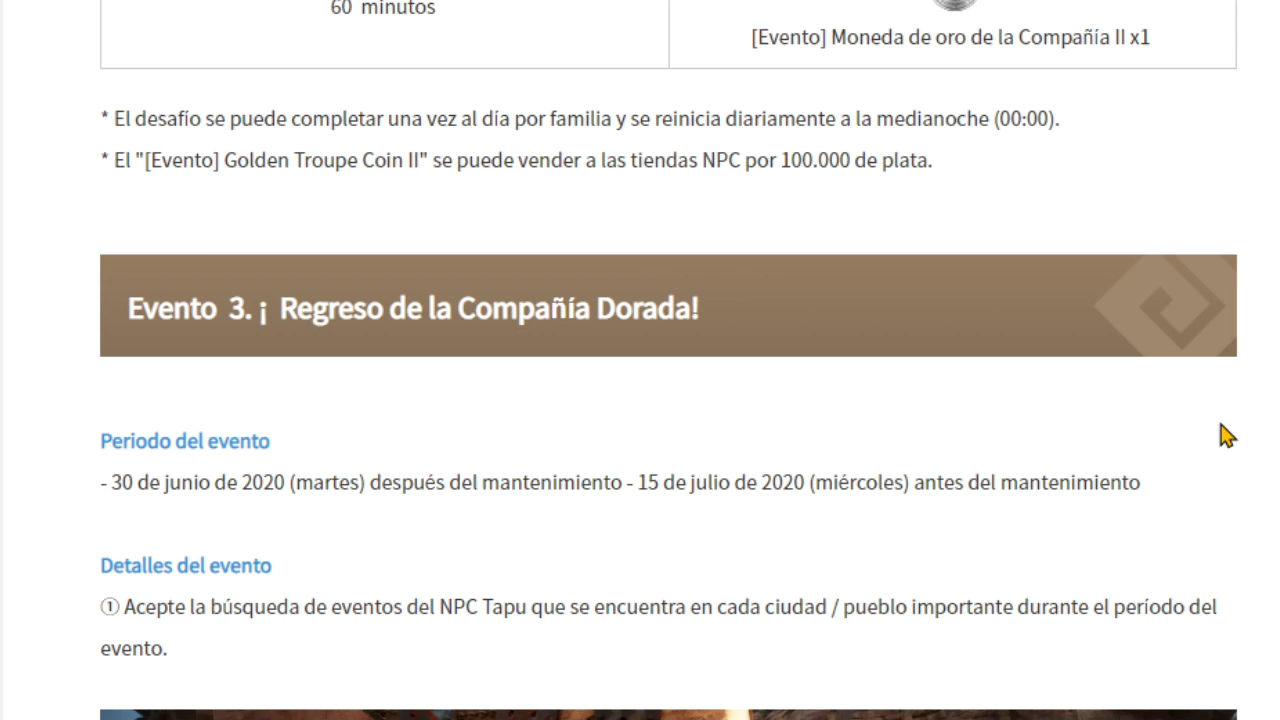 60 minutos
[Evento] Moneda de oro de la Compañía II x1
* El desafío se puede completar una vez al día por familia y se reinicia diariamente a la medianoche (00:00).
* El "[Evento] Golden Troupe Coin II" se puede vender a las tiendas NPC por 100.000 de plata.
Evento 3. ¡ Regreso de la Compañía Dorada!
Periodo del evento
- 30 de junio de 2020 (martes) después del mantenimiento - 15 de julio de 2020 (miércoles) antes del mantenimiento
Detalles del evento
① Acepte la búsqueda de eventos del NPC Tapu que se encuentra en cada ciudad / pueblo importante durante el período del
evento.